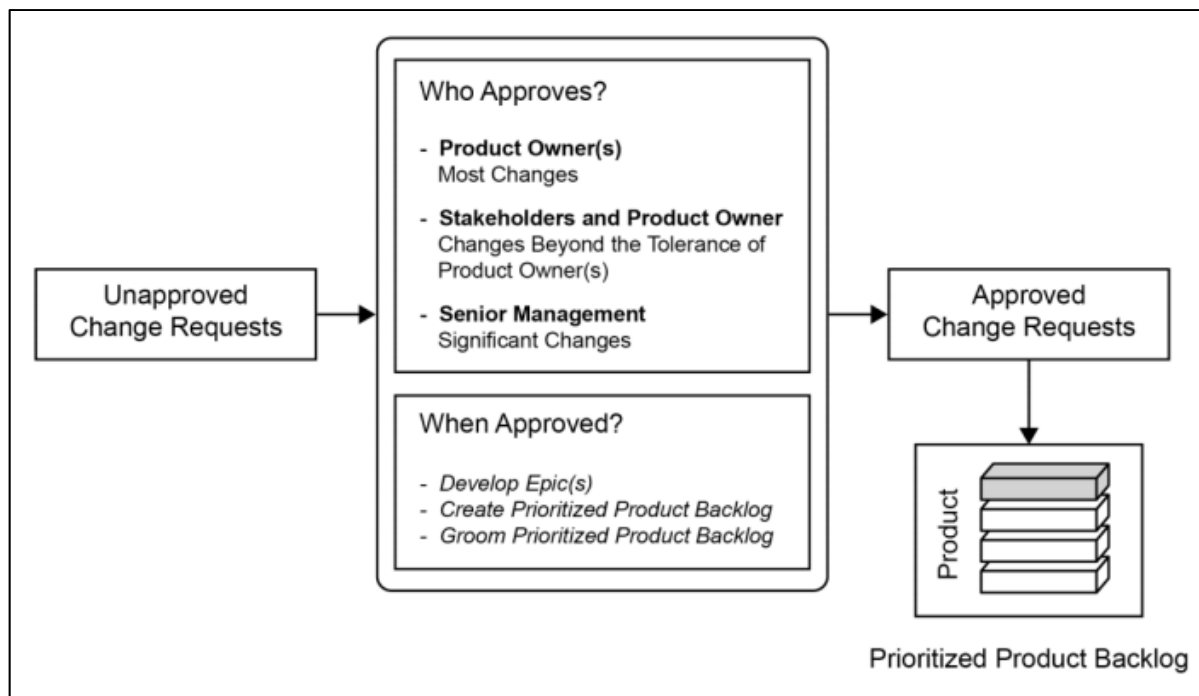 Unapproved
Change Requests
Who Approves?
- Product Owner(s)
Most Changes
- Stakeholders and Product Owner
Changes Beyond the Tolerance of
Product Owner(s)
- Senior Management
Significant Changes
When Approved?
- Develop Epic(s)
- Create Prioritized Product Backlog
- Groom Prioritized Product Backlog
Approved
Change Requests
Product
Prioritized Product Backlog